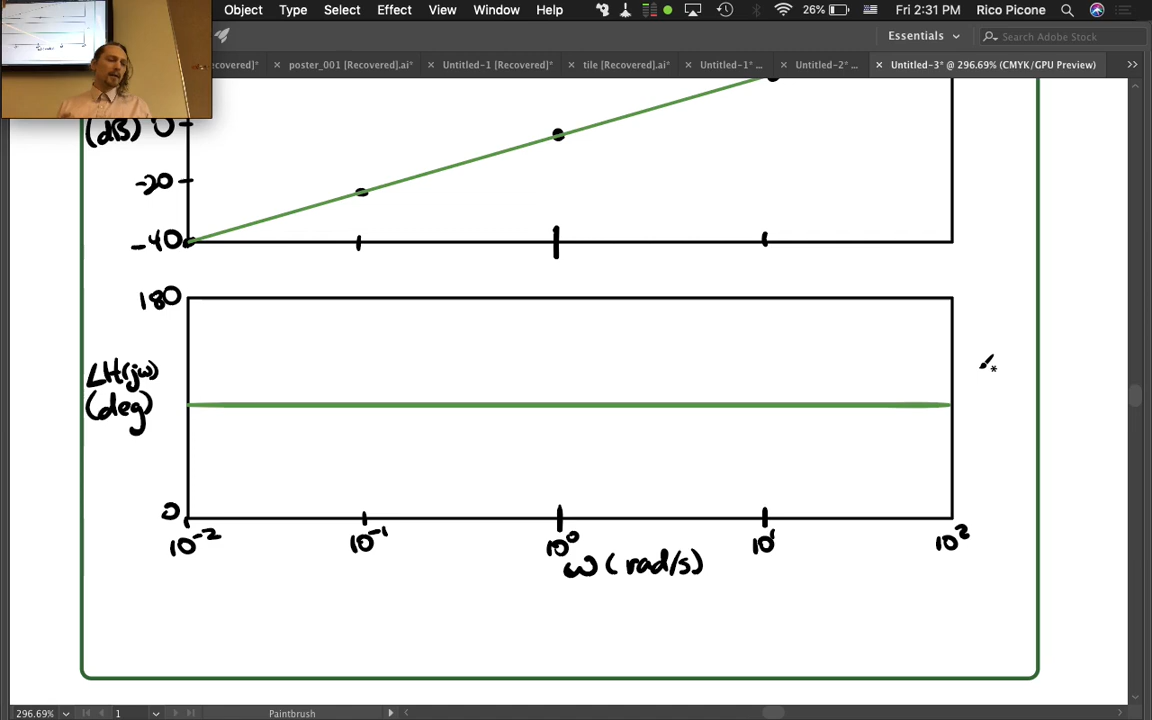 Object Type Select Effect View Window Help 26% Fri 2:31 PM Rico Picone
Essentials Search Adobe Stock
ecovered]* × poster_001 [Recovered].ai* × Untitled-1 [Recovered]* × tile [Recovered].ai* × Untitled-1* ... × Untitled-2* ... × Untitled-3* @ 296.69% (CMYK/GPU Preview) >>
(dB) 0
-20
-40
180
∠H(jω)
(deg)
0
10⁻² 10⁻¹ 10⁰ 10¹ 10²
ω (rad/s)
296.69% 1 Paintbrush